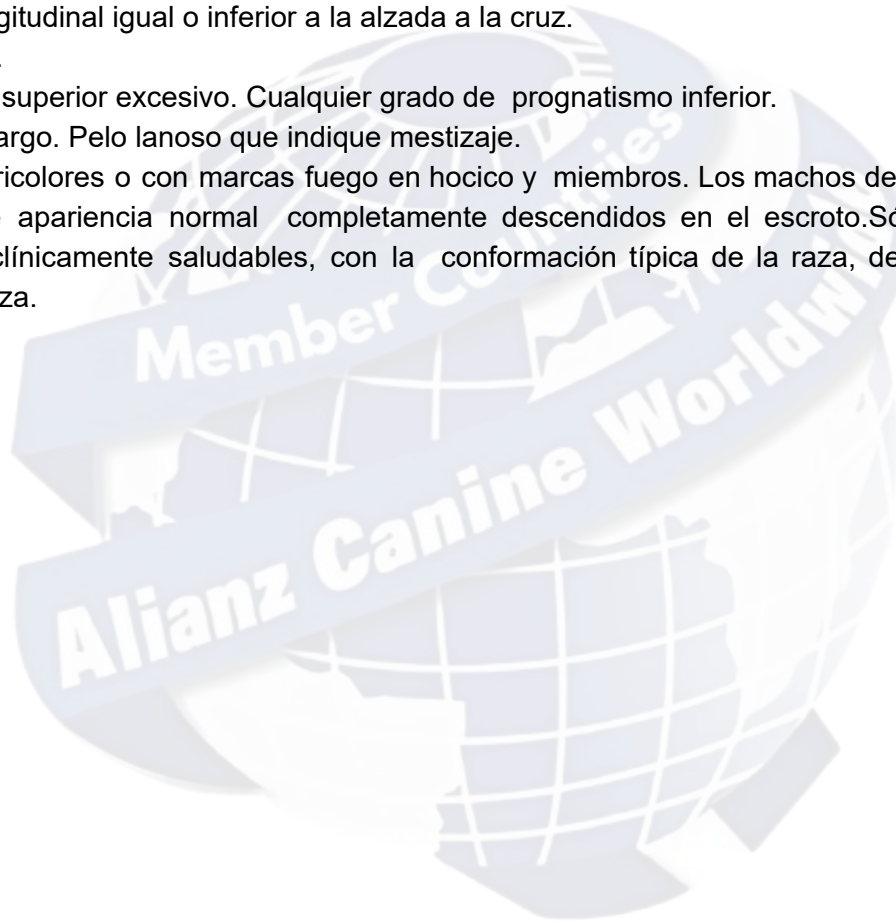 gitudinal igual o inferior a la alzada a la cruz.
.
superior excesivo. Cualquier grado de prognatismo inferior.
argo. Pelo lanoso que indique mestizaje.
ricolores o con marcas fuego en hocico y miembros. Los machos de
e apariencia normal completamente descendidos en el escroto.Só
clínicamente saludables, con la conformación típica de la raza, de
za.
Member Countries
Alianz Canine Worldwi